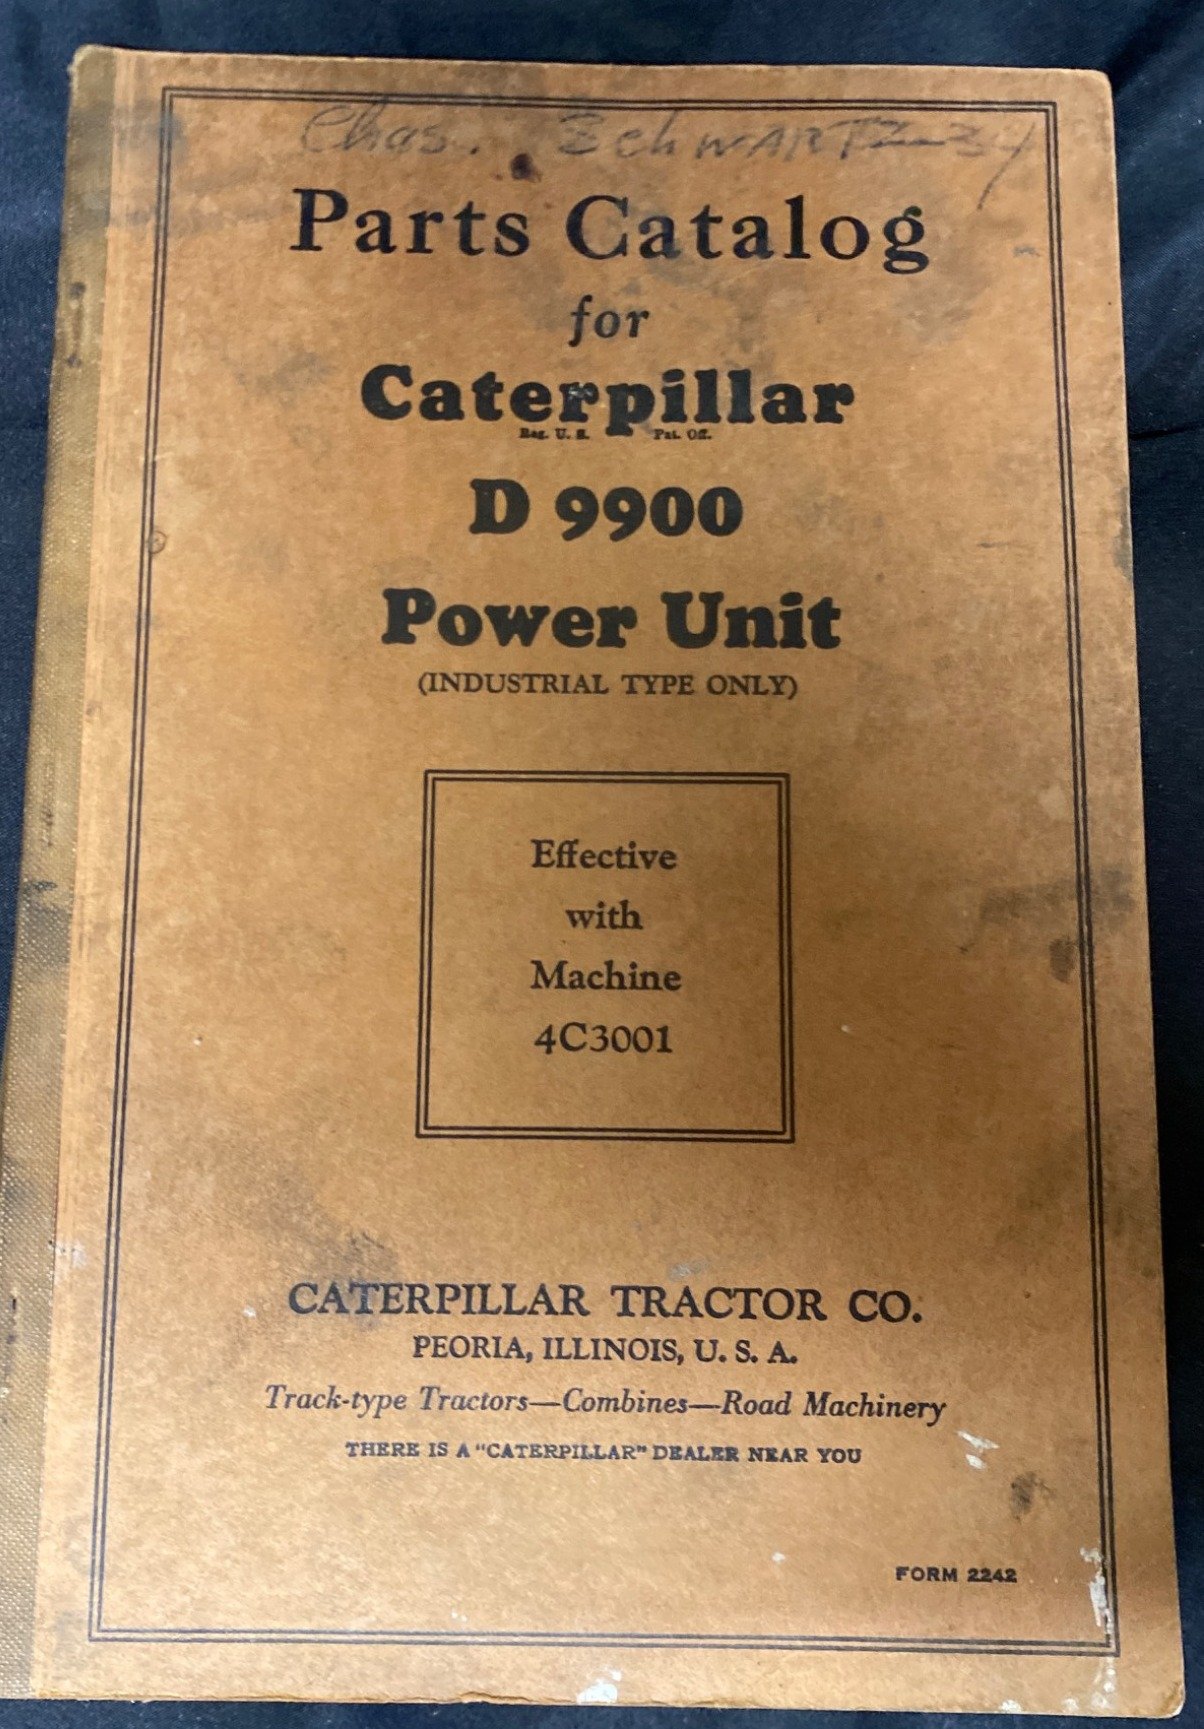 Chas. Schwartz
Parts Catalog
for
Caterpillar
Reg. U. S. Pat. Off.
D 9900
Power Unit
(INDUSTRIAL TYPE ONLY)
Effective
with
Machine
4C3001
CATERPILLAR TRACTOR CO.
PEORIA, ILLINOIS, U. S. A.
Track-type Tractors—Combines—Road Machinery
THERE IS A "CATERPILLAR" DEALER NEAR YOU
FORM 2242